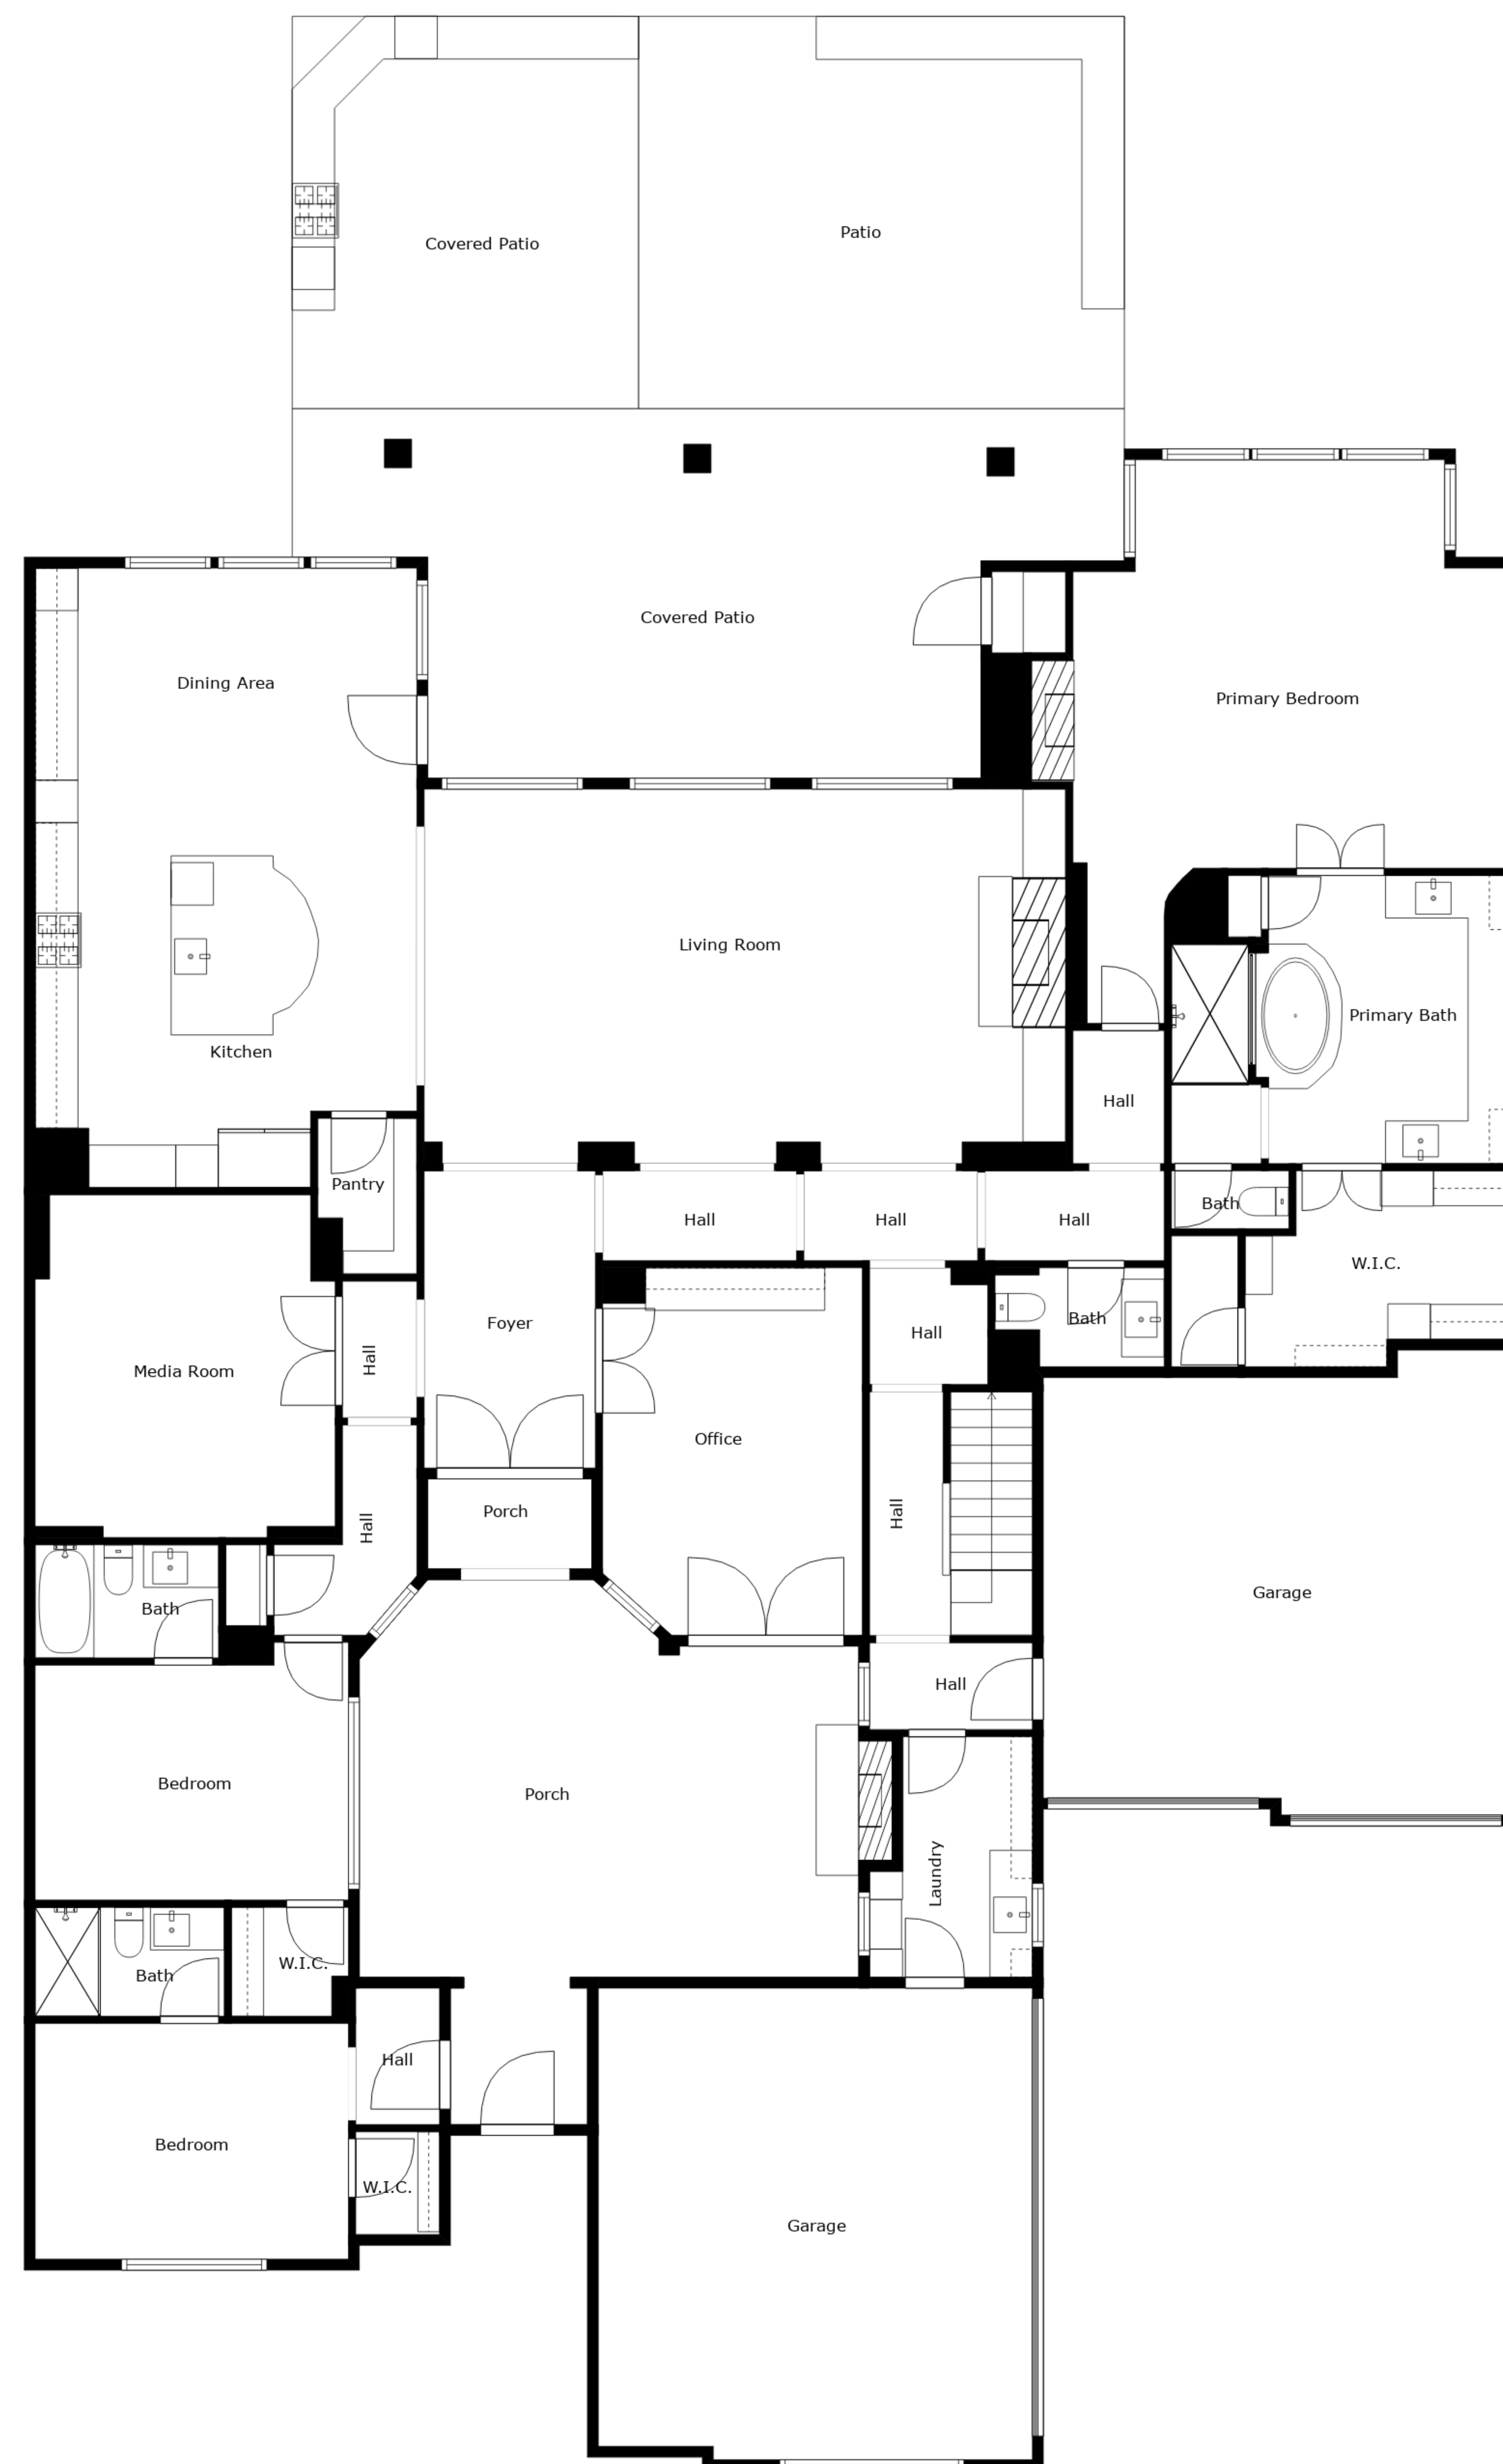 Covered Patio
Patio
Covered Patio
Dining Area
Primary Bedroom
Living Room
Primary Bath
Kitchen
Hall
Pantry
Bath
Hall
Hall
Hall
W.I.C.
Foyer
Bath
Hall
Hall
Media Room
Office
Porch
Hall
Hall
Garage
Bath
Hall
Bedroom
Porch
Laundry
W.I.C.
Bath
Hall
Bedroom
W.I.C.
Garage